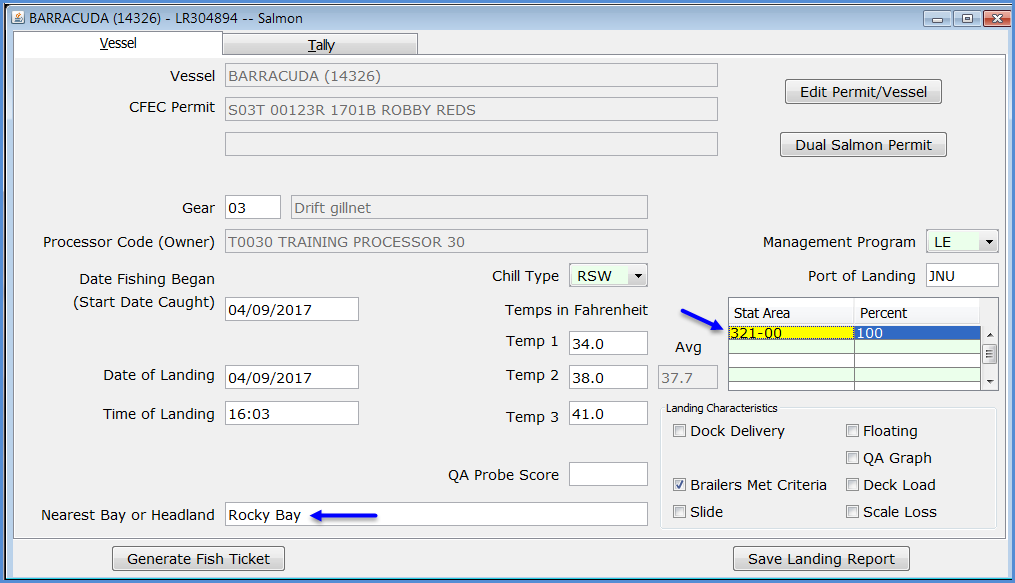 BARRACUDA (14326) - LR304894 -- Salmon
Vessel
Tally
Vessel BARRACUDA (14326)
Edit Permit/Vessel
CFEC Permit S03T 00123R 1701B ROBBY REDS
Dual Salmon Permit
Gear 03 Drift gillnet
Processor Code (Owner) T0030 TRAINING PROCESSOR 30
Management Program LE
Date Fishing Began
(Start Date Caught) 04/09/2017
Chill Type RSW
Port of Landing JNU
Temps in Fahrenheit
Stat Area Percent
321-00 100
Temp 1 34.0
Avg
Date of Landing 04/09/2017
Temp 2 38.0 37.7
Time of Landing 16:03
Temp 3 41.0
Landing Characteristics
Dock Delivery Floating
QA Graph
QA Probe Score
Brailers Met Criteria Deck Load
Nearest Bay or Headland Rocky Bay
Slide Scale Loss
Generate Fish Ticket
Save Landing Report